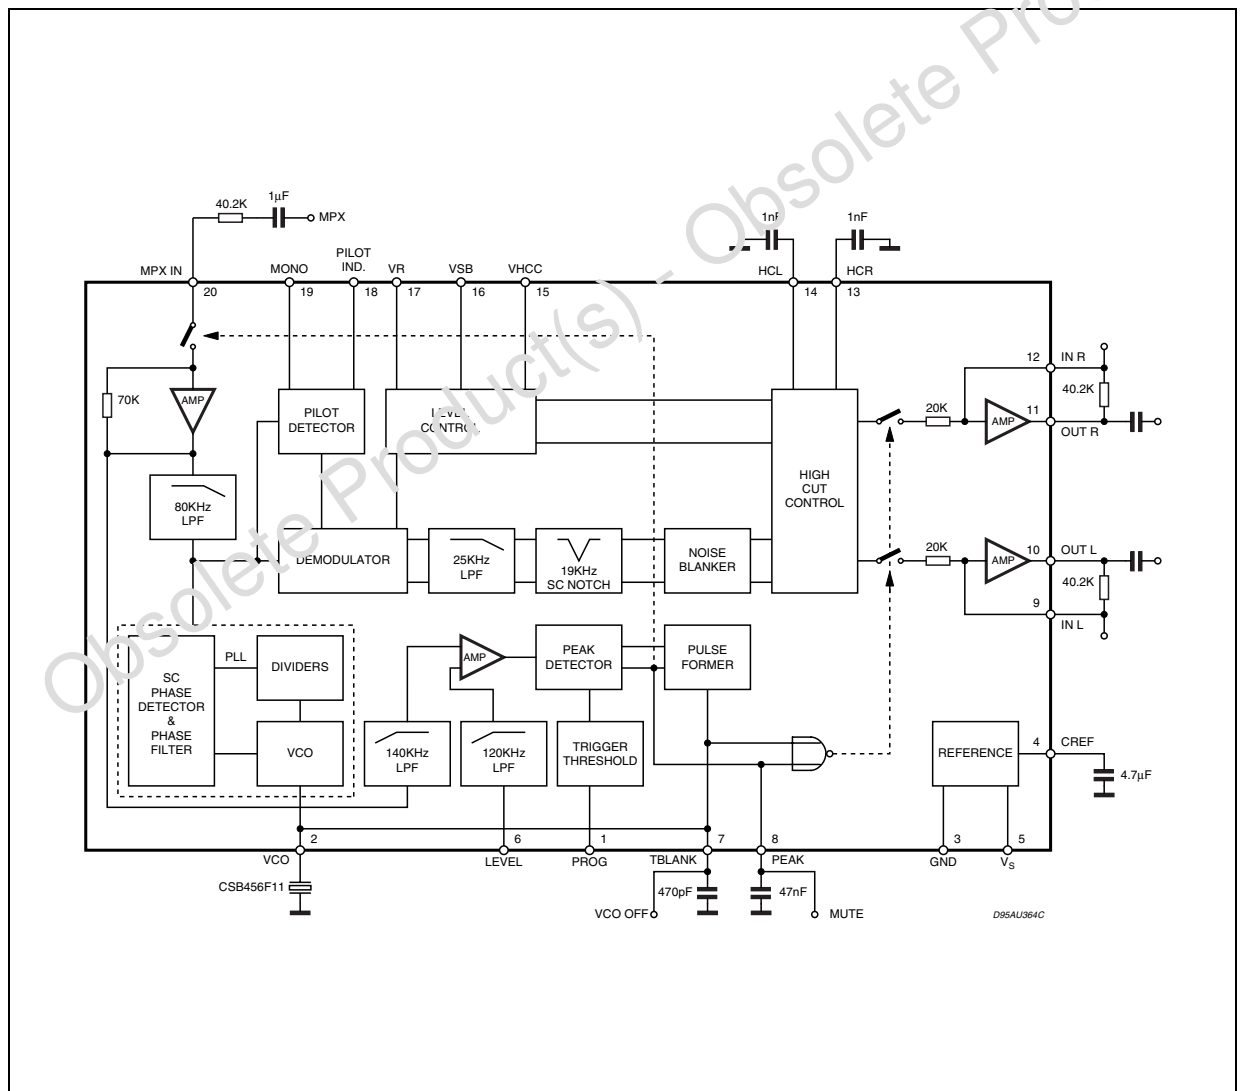 Obsolete Product(s) - Obsolete Pro
40.2K
1µF
MPX
1nF
1nF
MPX IN
MONO
PILOT
IND.
VR
VSB
VHCC
HCL
HCR
20
19
18
17
16
15
14
13
12
IN R
70K
AMP
PILOT
DETECTOR
LEVEL
CONTROL
40.2K
20K
AMP
11
OUT R
HIGH
CUT
CONTROL
80KHz
LPF
DEMODULATOR
25KHz
LPF
19KHz
SC NOTCH
NOISE
BLANKER
20K
AMP
10
OUT L
40.2K
9
IN L
SC
PHASE
DETECTOR
&
PHASE
FILTER
PLL
DIVIDERS
VCO
AMP
PEAK
DETECTOR
PULSE
FORMER
140KHz
LPF
120KHz
LPF
TRIGGER
THRESHOLD
REFERENCE
4
CREF
4.7µF
2
6
1
7
8
3
5
VCO
LEVEL
PROG
TBLANK
PEAK
GND
VS
CSB456F11
470pF
47nF
VCO OFF
MUTE
D95AU364C